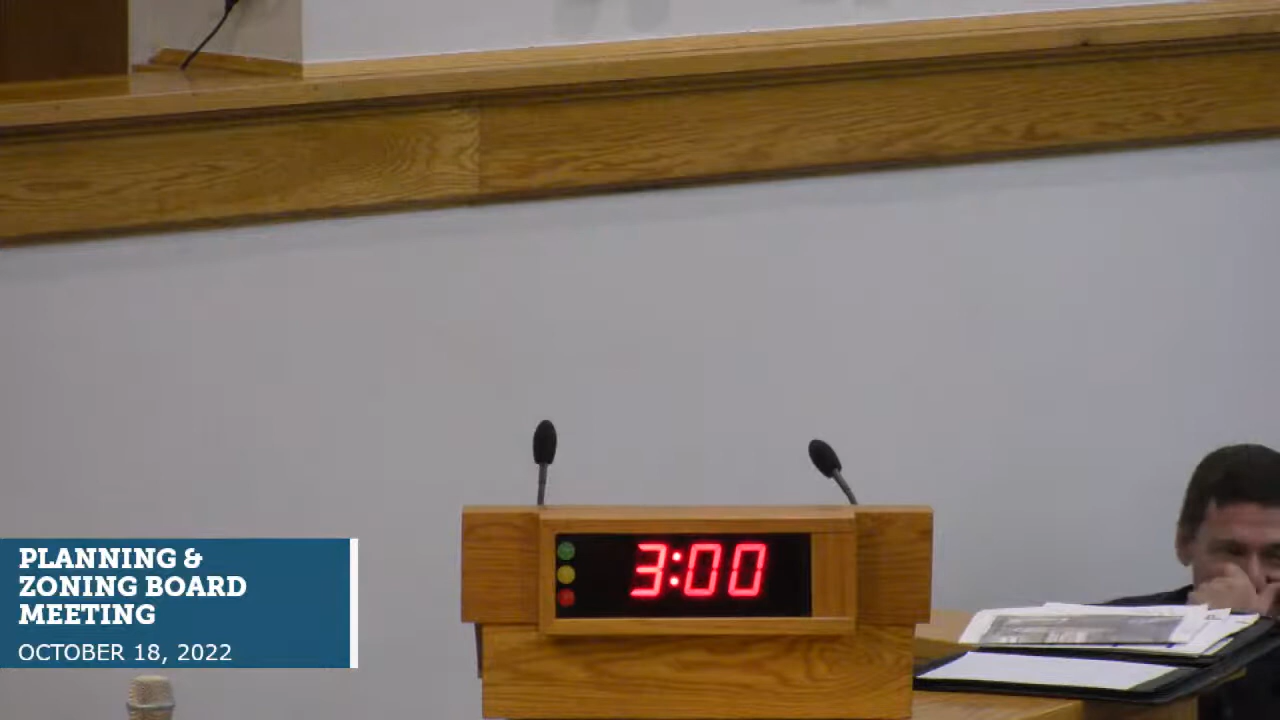 3:00
PLANNING &
ZONING BOARD
MEETING
OCTOBER 18, 2022